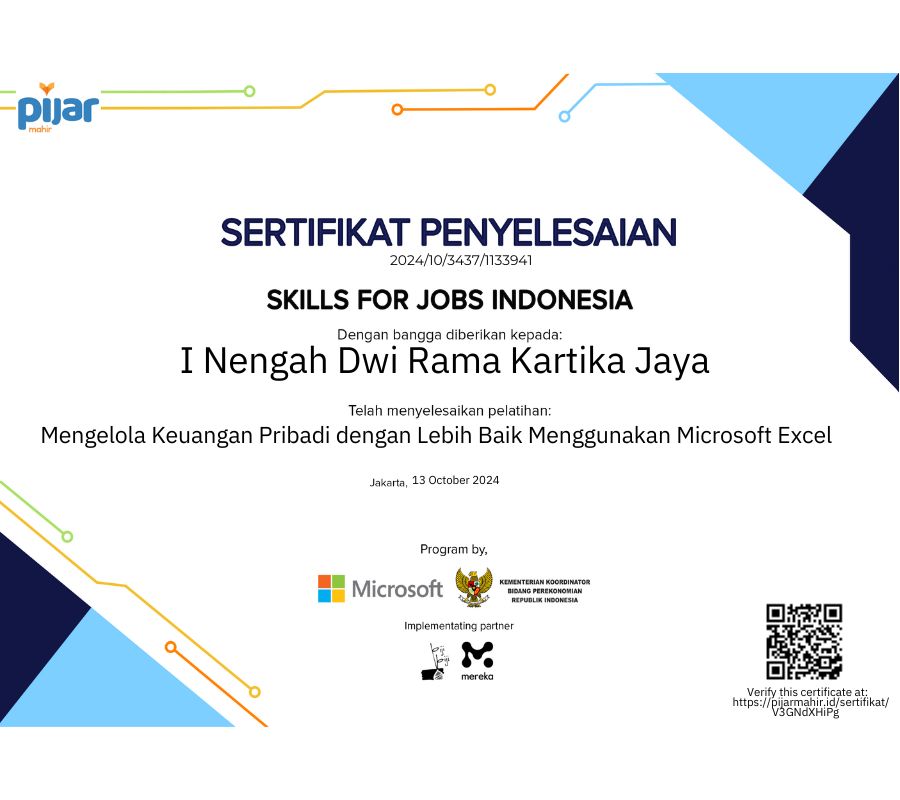 pijar
mahir
SERTIFIKAT PENYELESAIAN
2024/10/3437/1133941
SKILLS FOR JOBS INDONESIA
Dengan bangga diberikan kepada:
I Nengah Dwi Rama Kartika Jaya
Telah menyelesaikan pelatihan:
Mengelola Keuangan Pribadi dengan Lebih Baik Menggunakan Microsoft Excel
Jakarta, 13 October 2024
Program by,
Microsoft
KEMENTERIAN KOORDINATOR
BIDANG PEREKONOMIAN
REPUBLIK INDONESIA
Implementating partner
biji
biji
mereka
Verify this certificate at:
https://pijarmahir.id/sertifikat/
V3GNdXHiPg